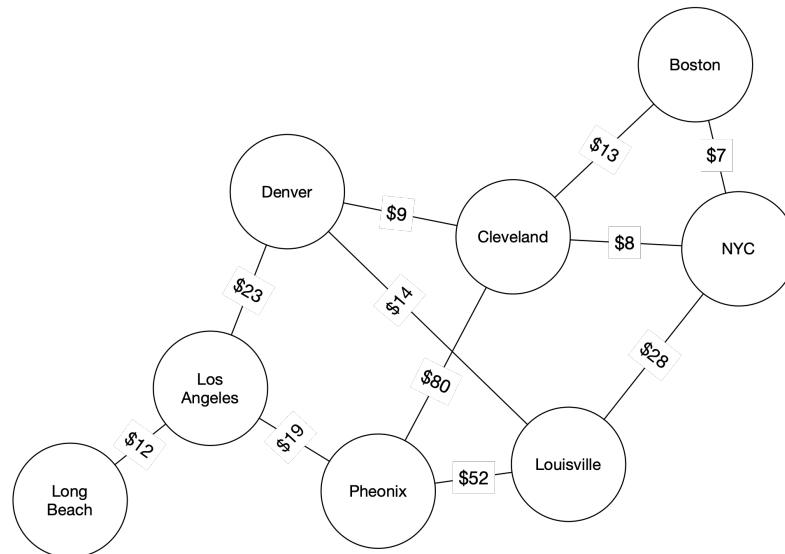 Boston
$13
$7
Denver
$9
Cleveland
$8
NYC
$23
$14
$28
$80
Los
Angeles
$12
$19
Pheonix
$52
Louisville
Long
Beach